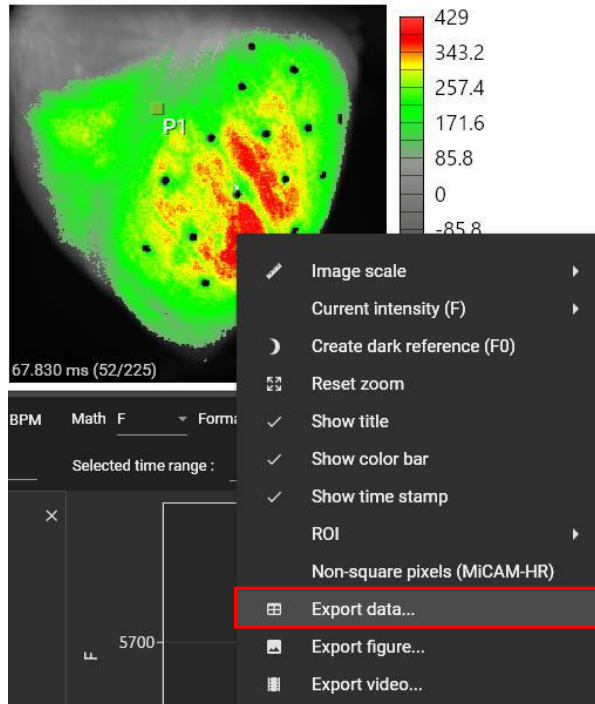 429
343.2
257.4
171.6
85.8
0
-85.8
P1
67.830 ms (52/225)
Image scale
Current intensity (F)
Create dark reference (F0)
Reset zoom
Show title
Show color bar
Show time stamp
ROI
Non-square pixels (MiCAM-HR)
Export data...
Export figure...
Export video...
BPM Math F Forma
Selected time range :
5700
F